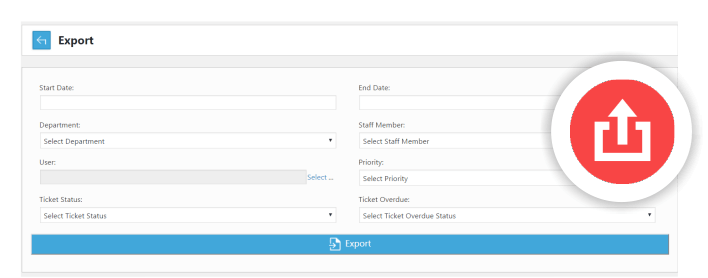 Export
Start Date:
End Date:
Department:
Staff Member:
Select Department
Select Staff Member
User:
Priority:
Select ...
Select Priority
Ticket Status:
Ticket Overdue:
Select Ticket Status
Select Ticket Overdue Status
Export